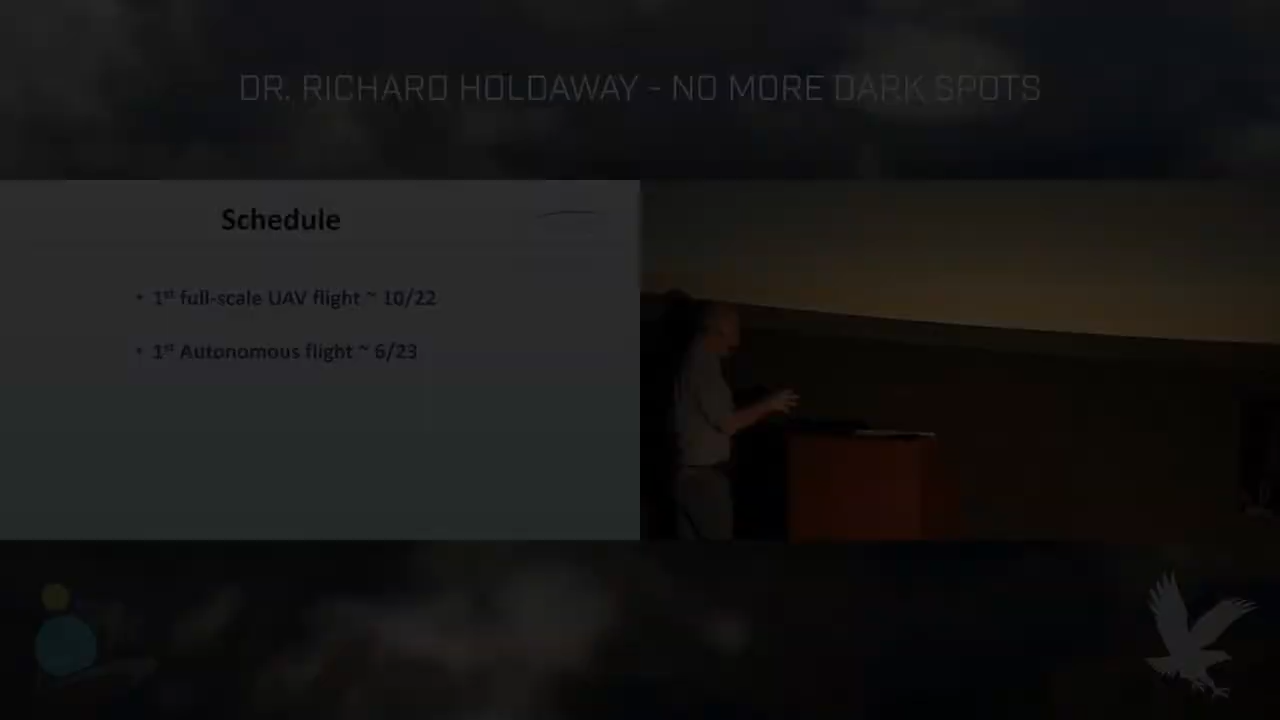 DR. RICHARD HOLDAWAY - NO MORE DARK SPOTS
Schedule
• 1st full-scale UAV flight ~ 10/22
• 1st Autonomous flight ~ 6/23